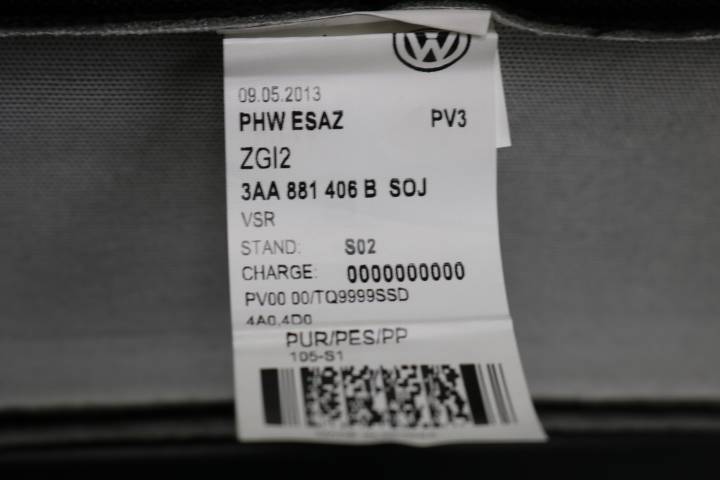 09.05.2013
PHW ESAZ PV3
ZGI2
3AA 881 406 B SOJ
VSR
STAND: S02
CHARGE: 0000000000
PV00 00/TQ9999SSD
4A0,4D0
PUR/PES/PP
105-S1